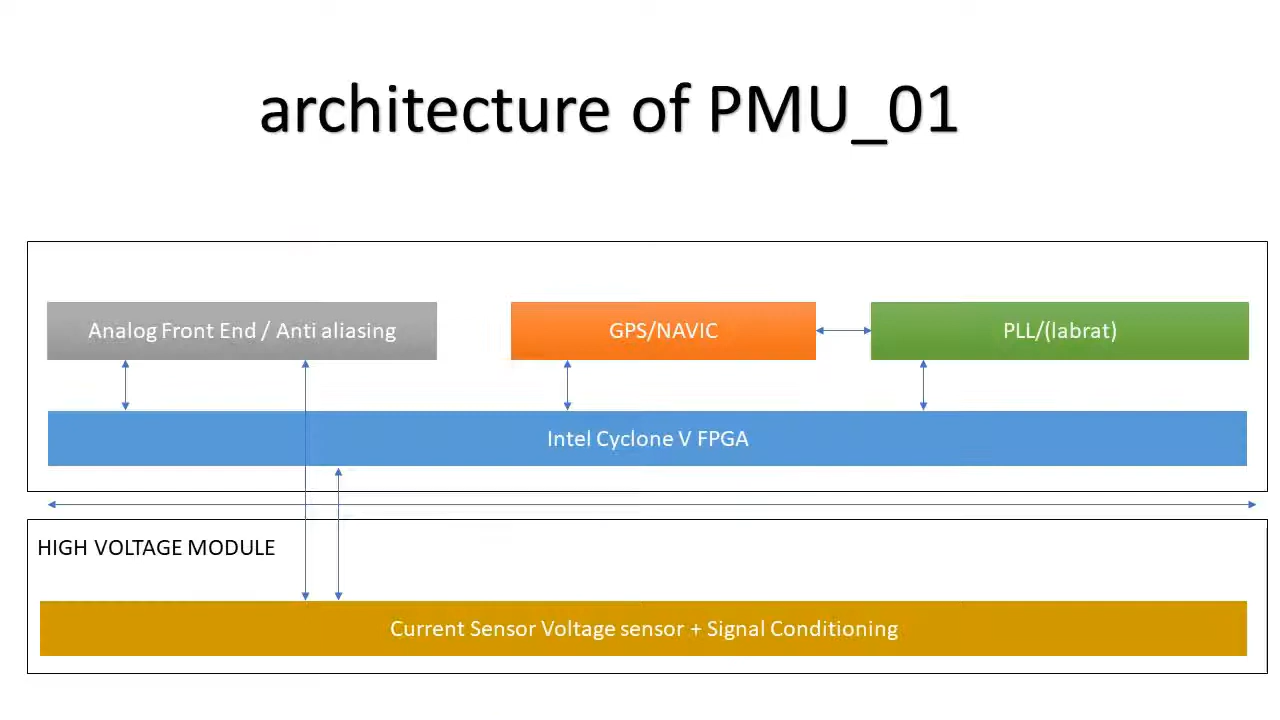 architecture of PMU_01
Analog Front End / Anti aliasing
GPS/NAVIC
PLL/(labrat)
Intel Cyclone V FPGA
HIGH VOLTAGE MODULE
Current Sensor Voltage sensor + Signal Conditioning